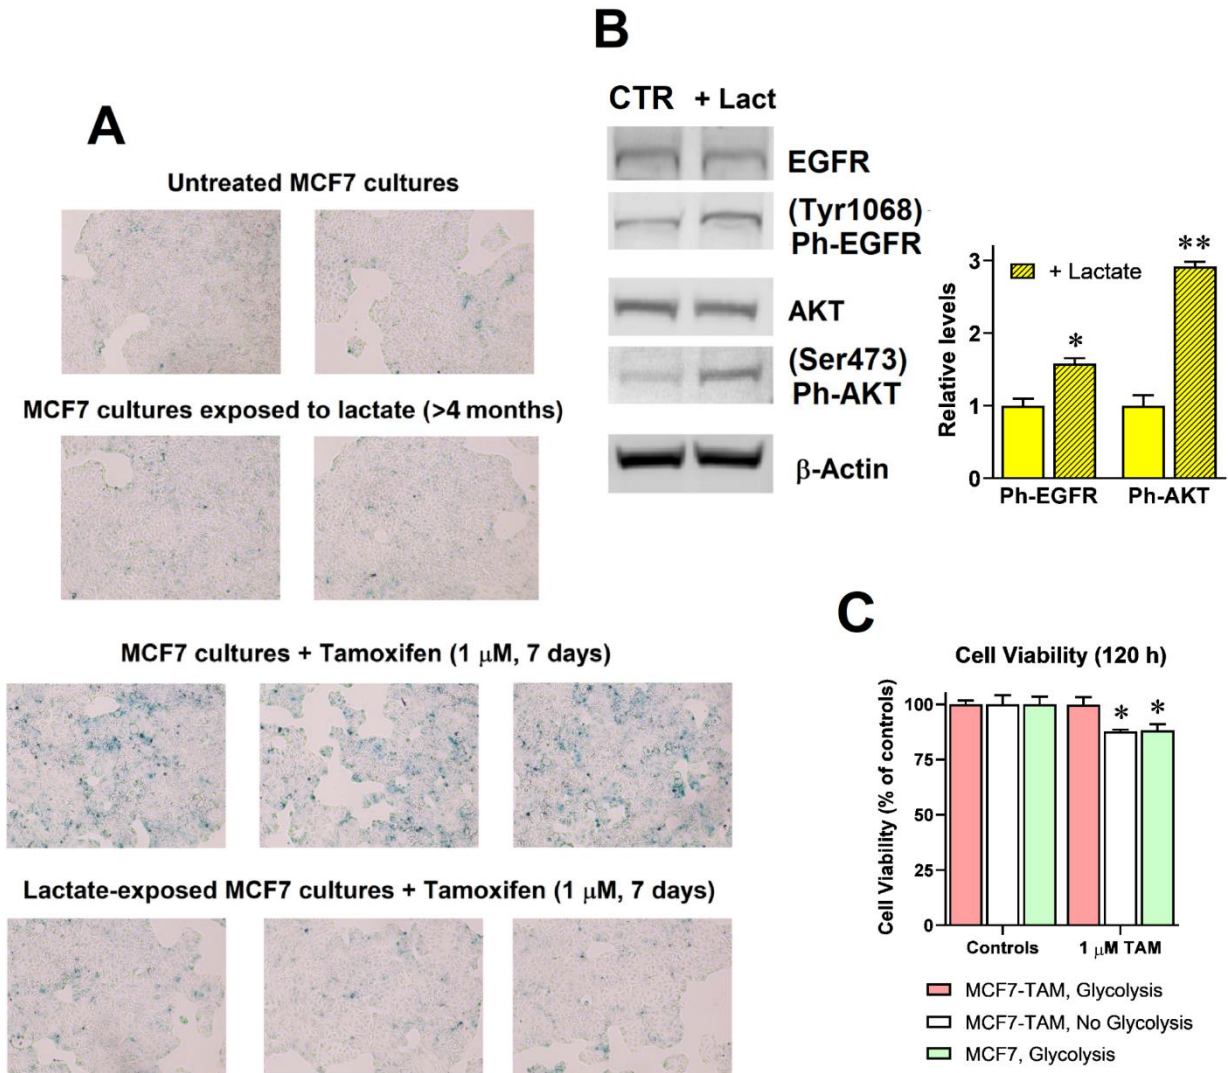 A
Untreated MCF7 cultures
MCF7 cultures exposed to lactate (>4 months)
MCF7 cultures + Tamoxifen (1 μM, 7 days)
Lactate-exposed MCF7 cultures + Tamoxifen (1 μM, 7 days)
B
CTR + Lact
EGFR
(Tyr1068)
Ph-EGFR
AKT
(Ser473)
Ph-AKT
β-Actin
Relative levels
3
2
1
0
+ Lactate
*
**
Ph-EGFR Ph-AKT
C
Cell Viability (120 h)
Cell Viability (% of controls)
100
75
50
25
0
* *
Controls 1 μM TAM
MCF7-TAM, Glycolysis
MCF7-TAM, No Glycolysis
MCF7, Glycolysis